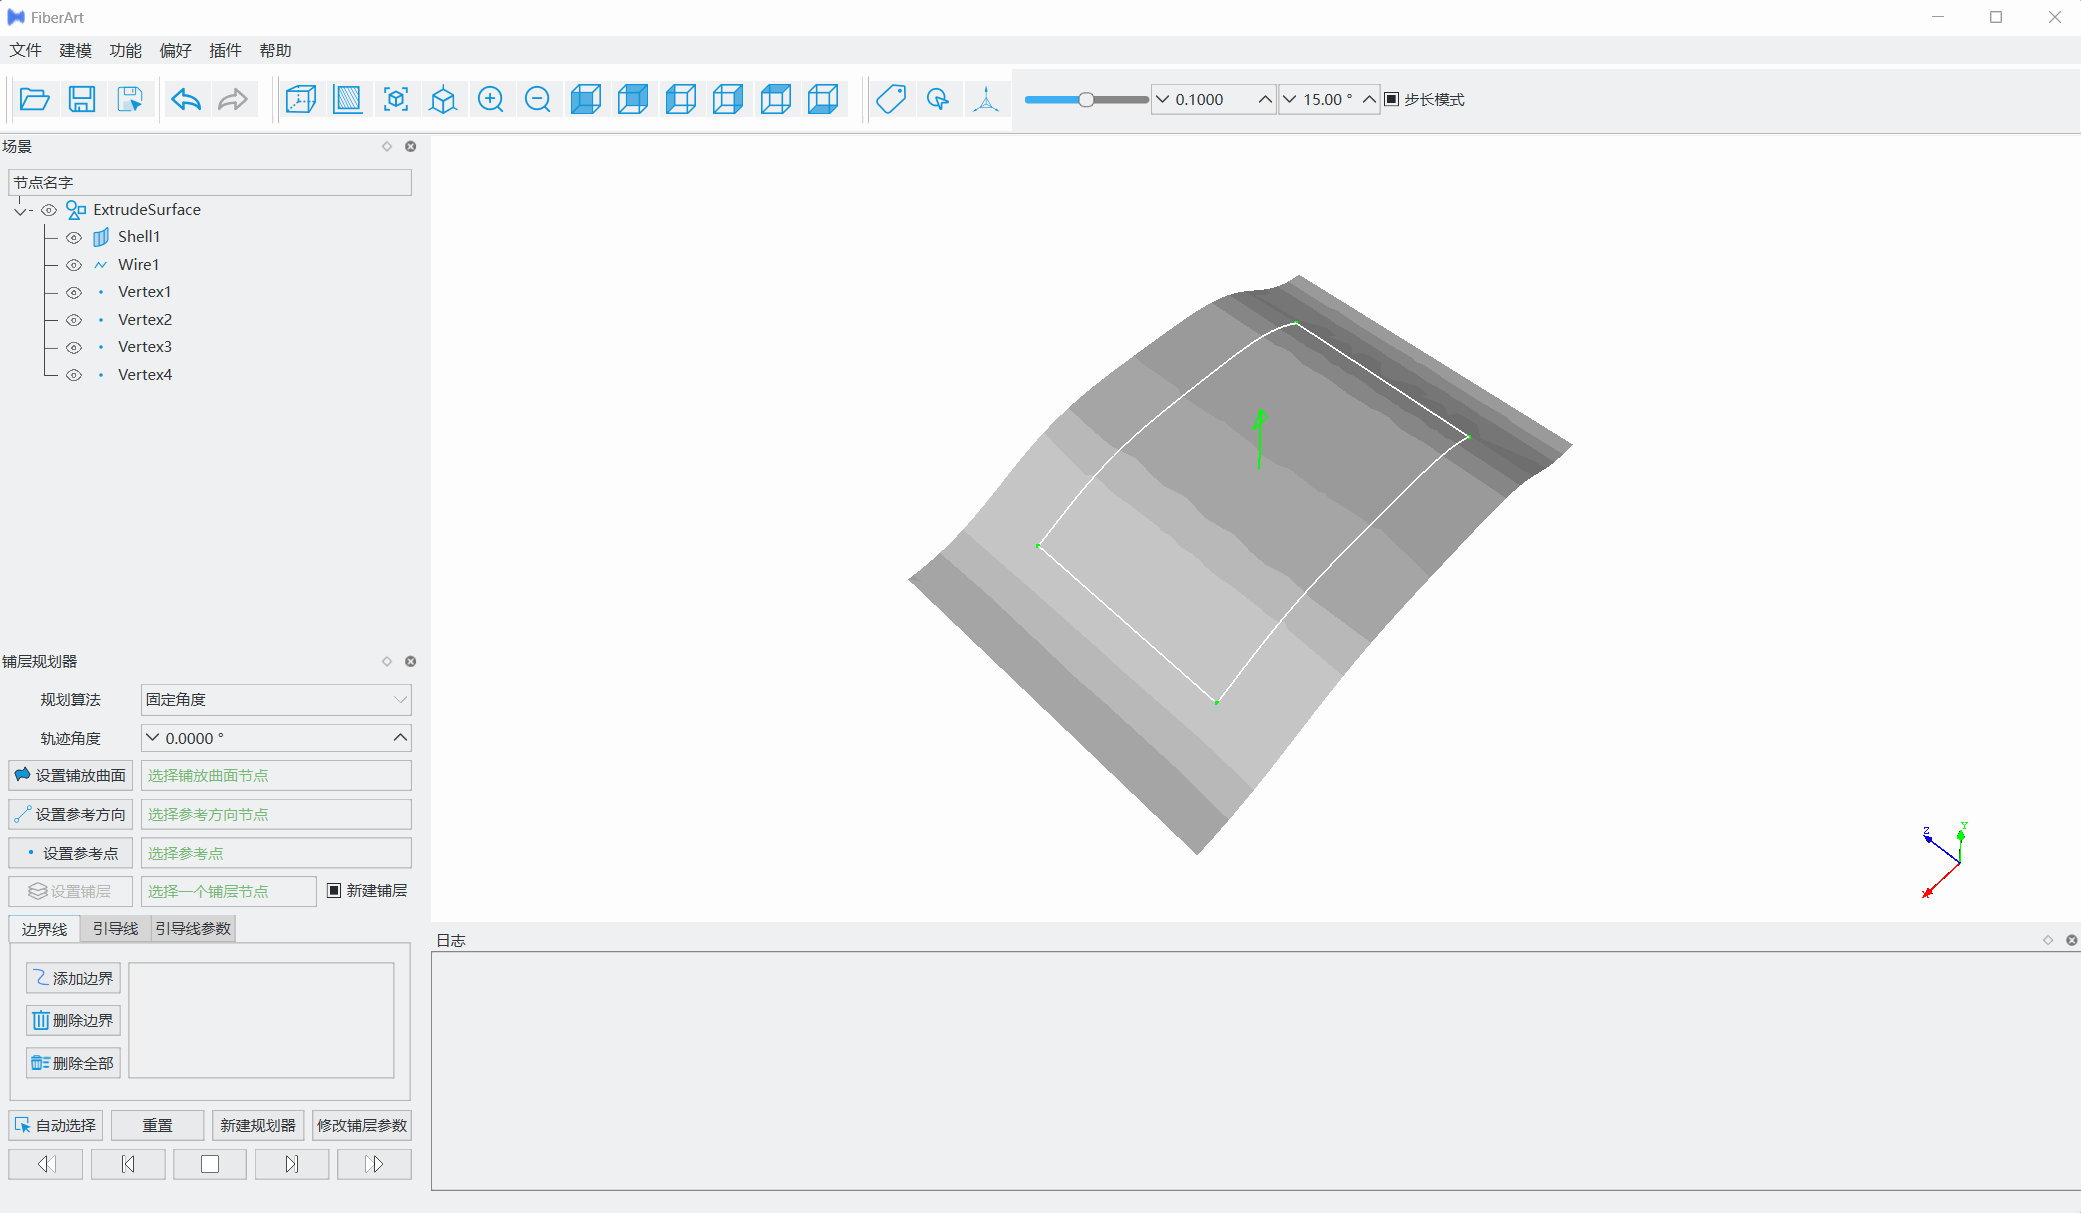 FiberArt
文件 建模 功能 偏好 插件 帮助
0.1000 15.00 ° 步长模式
场景
节点名字
ExtrudeSurface
Shell1
Wire1
Vertex1
Vertex2
Vertex3
Vertex4
铺层规划器
规划算法 固定角度
轨迹角度 0.0000 °
设置铺放曲面 选择铺放曲面节点
设置参考方向 选择参考方向节点
设置参考点 选择参考点
设置铺层 选择一个铺层节点 新建铺层
边界线 引导线 引导线参数
添加边界
删除边界
删除全部
自动选择 重置 新建规划器 修改铺层参数
Z Y
日志